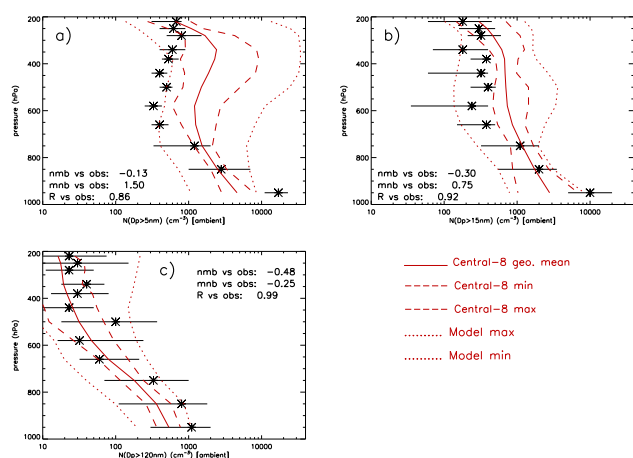 a)
b)
200
400
600
800
1000
pressure (hPa)
nmb vs obs: −0.13
nmb vs obs: 1.50
R vs obs: 0.86
10
100
1000
10000
N(Dp>5nm) (cm⁻³) [ambient]
200
400
600
800
1000
pressure (hPa)
nmb vs obs: −0.30
nmb vs obs: 0.75
R vs obs: 0.92
10
100
1000
10000
N(Dp>15nm) (cm⁻³) [ambient]
c)
200
400
600
800
1000
pressure (hPa)
nmb vs obs: −0.48
nmb vs obs: −0.25
R vs obs: 0.99
10
100
1000
10000
N(Dp>120nm) (cm⁻³) [ambient]
Central−8 geo. mean
Central−8 min
Central−8 max
Model max
Model min